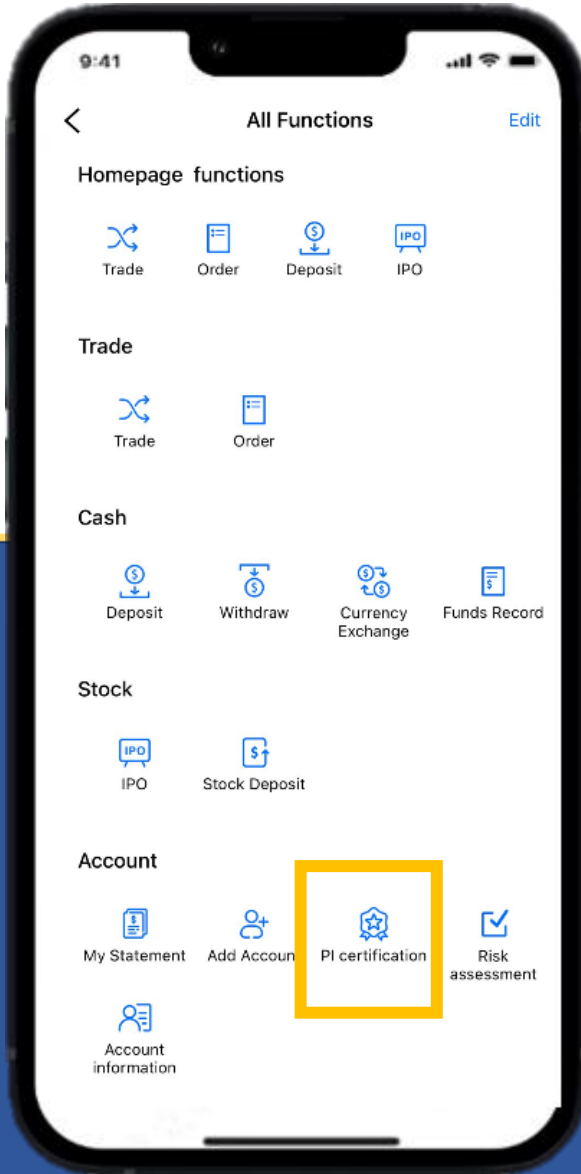 9:41
All Functions
Edit
Homepage functions
IPO
Trade
Order
Deposit
IPO
Trade
Trade
Order
Cash
Deposit
Withdraw
Currency
Exchange
Funds Record
Stock
IPO
IPO
Stock Deposit
Account
My Statement
Add Accoun
PI certification
Risk
assessment
Account
information